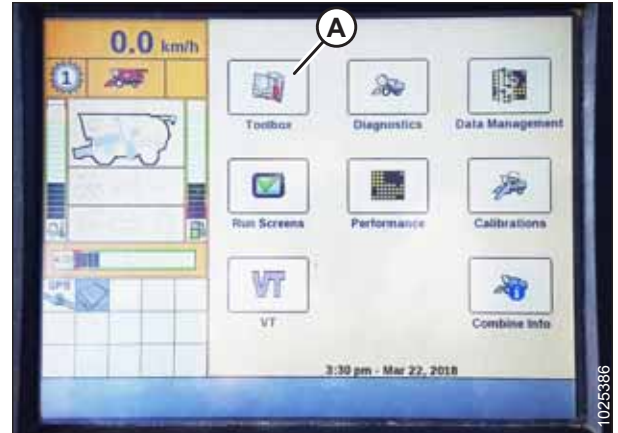 A
0.0 km/h
1
Toolbox
Diagnostics
Data Management
Run Screens
Performance
Calibrations
GPS
VT
VT
Combine Info
3:30 pm - Mar 22, 2018
1025386